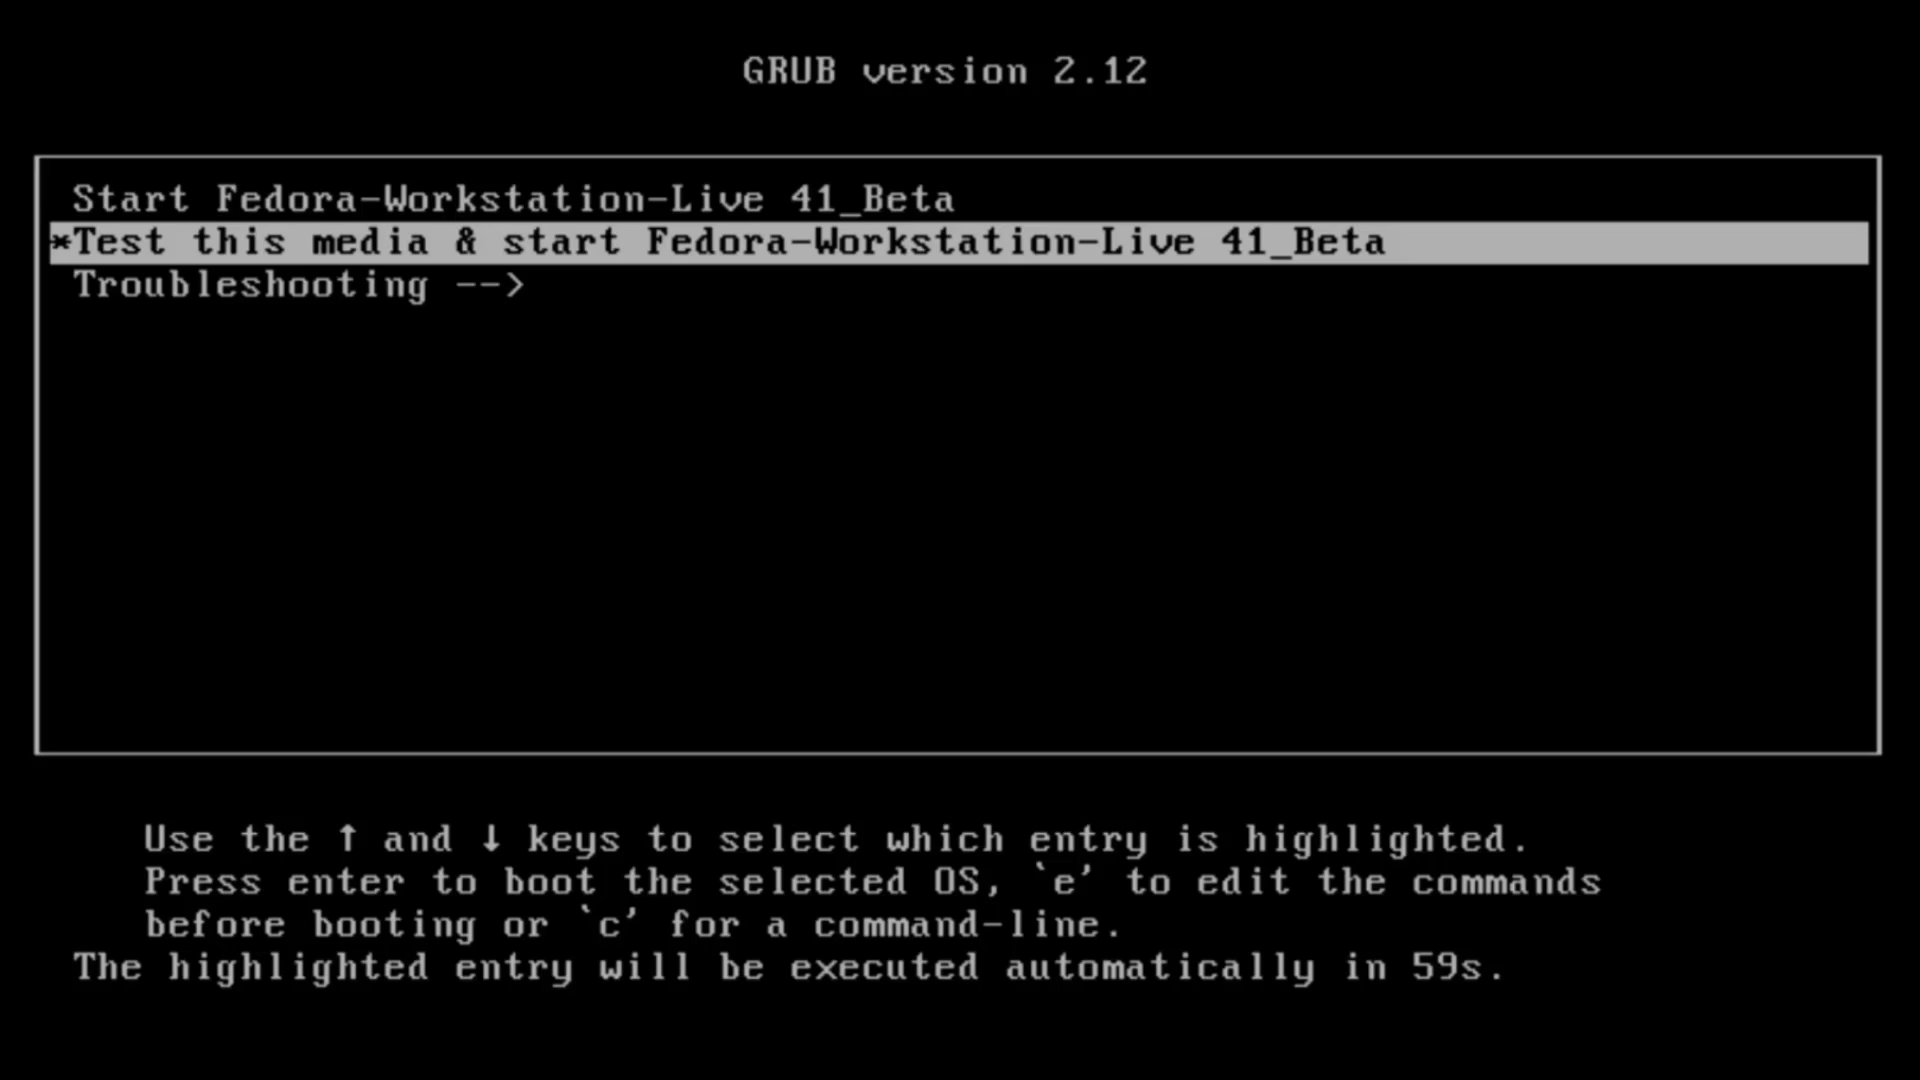 GRUB version 2.12
Start Fedora-Workstation-Live 41_Beta
*Test this media & start Fedora-Workstation-Live 41_Beta
Troubleshooting -->
Use the ↑ and ↓ keys to select which entry is highlighted.
Press enter to boot the selected OS, `e' to edit the commands
before booting or `c' for a command-line.
The highlighted entry will be executed automatically in 59s.